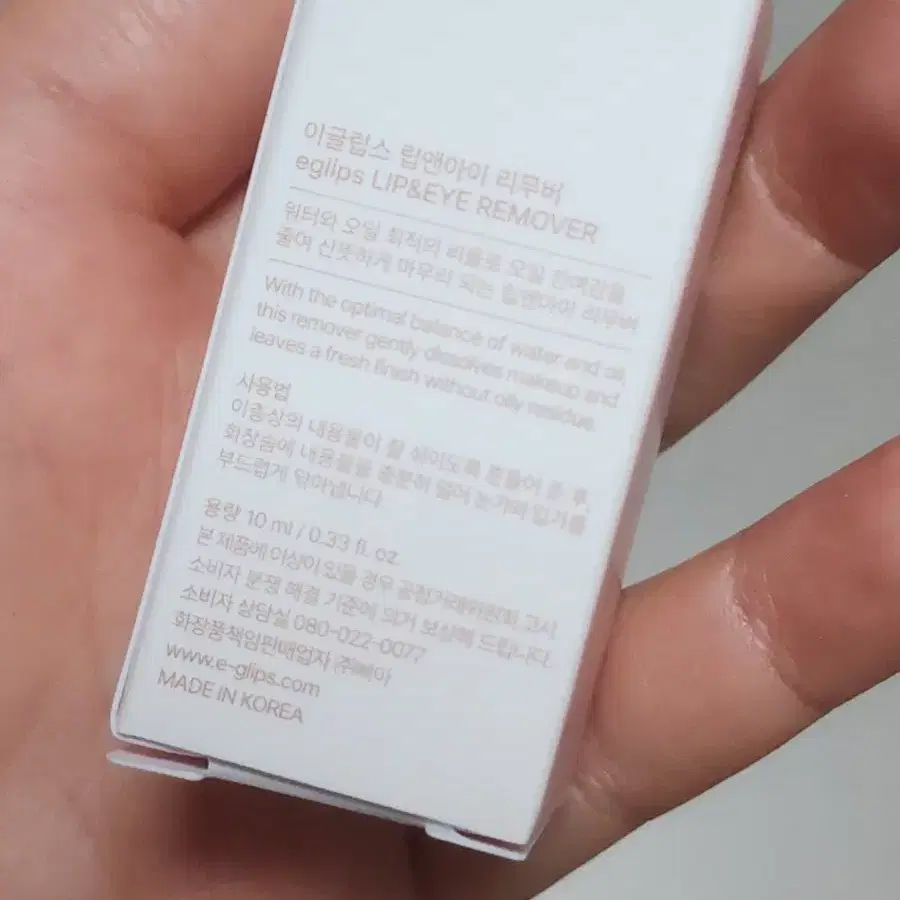 이글립스 립앤아이 리무버
eglips LIP&EYE REMOVER
워터와 오일 최적의 비율로 오일 잔여감을
줄여 산뜻하게 마무리 되는 립앤아이 리무버
With the optimal balance of water and oil,
this remover gently dissolves makeup and
leaves a fresh finish without oily residue.
사용법
이층상의 내용물이 잘 섞이도록 흔들어 준 후,
화장솜에 내용물을 충분히 덜어 눈가와 입가를
부드럽게 닦아냅니다.
용량 10 ml / 0.33 fl. oz.
본 제품에 이상이 있을 경우 공정거래위원회 고시
소비자 분쟁 해결 기준에 의거 보상해 드립니다.
소비자 상담실 080-022-0077
화장품책임판매업자
www.e-glips.com
MADE IN KOREA